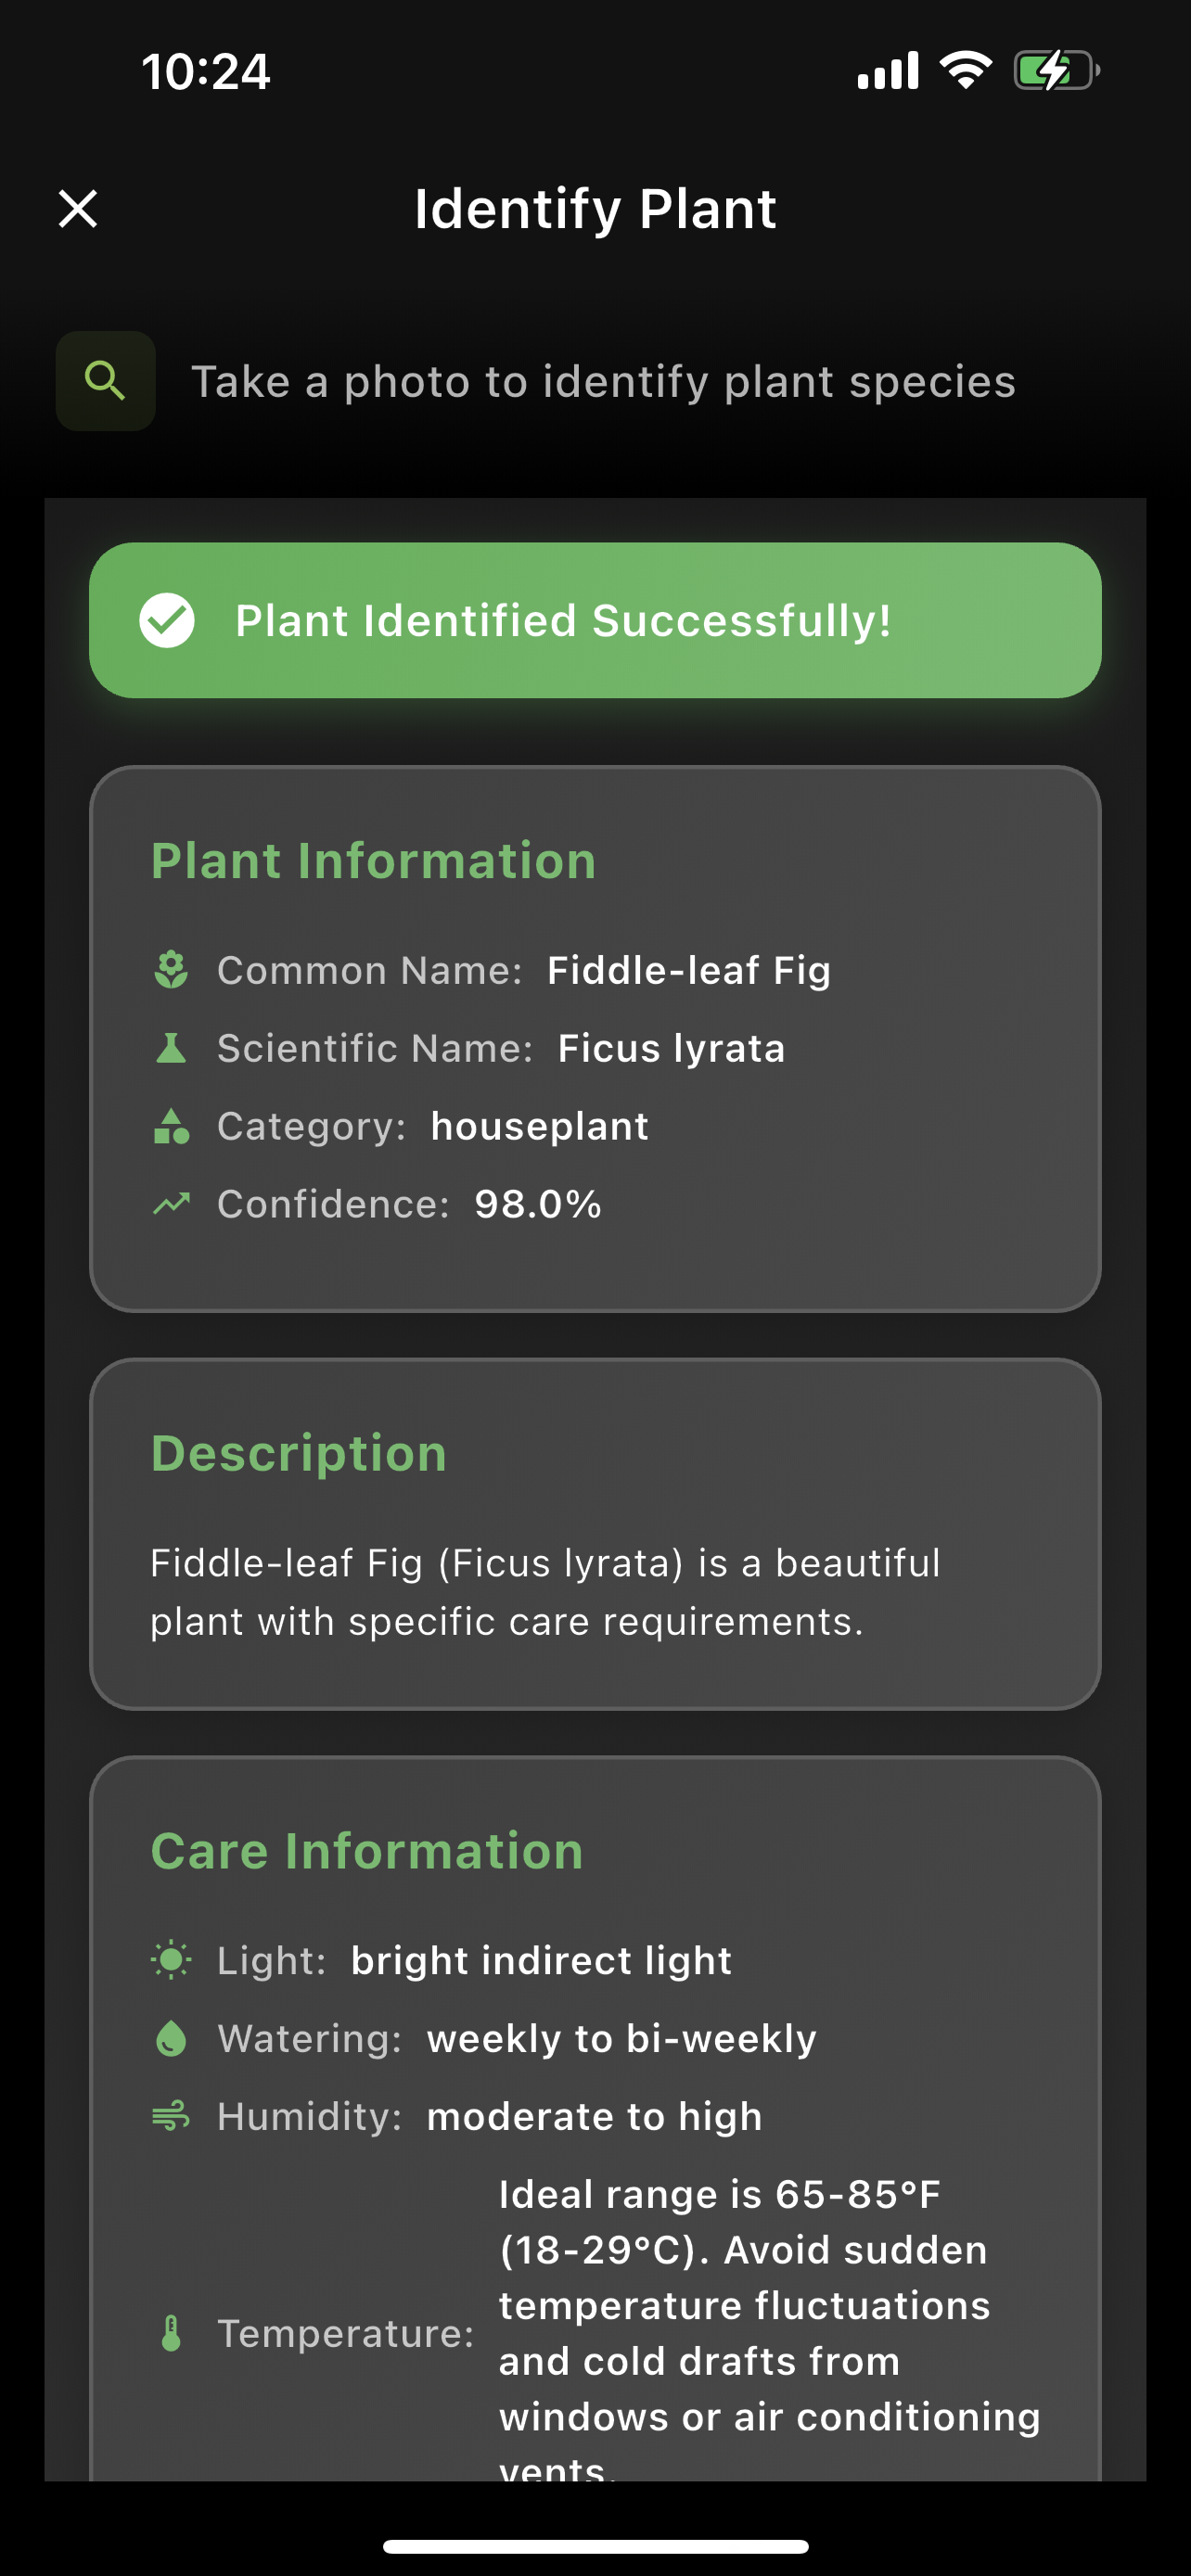 10:24
Identify Plant
Take a photo to identify plant species
Plant Identified Successfully!
Plant Information
Common Name: Fiddle-leaf Fig
Scientific Name: Ficus lyrata
Category: houseplant
Confidence: 98.0%
Description
Fiddle-leaf Fig (Ficus lyrata) is a beautiful
plant with specific care requirements.
Care Information
Light: bright indirect light
Watering: weekly to bi-weekly
Humidity: moderate to high
Temperature: Ideal range is 65-85°F
(18-29°C). Avoid sudden
temperature fluctuations
and cold drafts from
windows or air conditioning
vents.